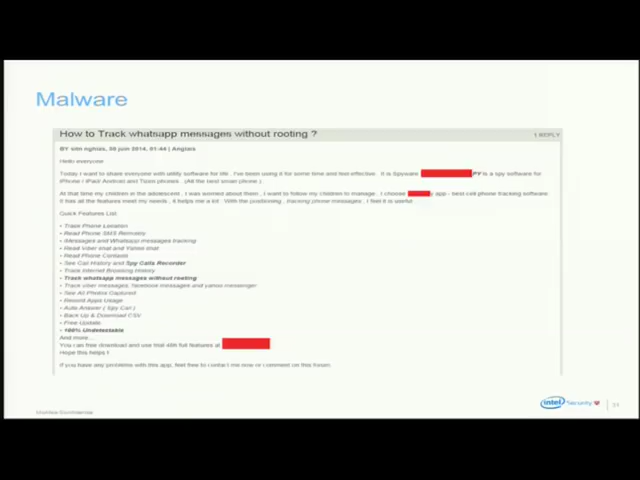 Malware
How to Track whatsapp messages without rooting ?
1 REPLY
BY sitri nghias, 30 juin 2014, 01:44 | Anglais
Hello everyone
Today I want to share everyone with utility software for life . I've been using it for some time and feel effective . It is Spyware PY is a spy software for
iPhone / iPad/ Android and Tizen phones . (All the best smart phone ) .
At that time my children in the adolescent , I was worried about them , I want to follow my children to manage . I choose y app - best cell phone tracking software
it has all the features meet my needs , it helps me a lot . With the positioning , tracking phone messages , I feel it is useful
Quick Features List:
• Track Phone Location
• Read Phone SMS Remotely
• iMessages and Whatsapp messages tracking
• Read Viber chat and Yahoo chat
• Read Phone Contacts
• See Call History and Spy Calls Recorder
• Track Internet Browsing History
• Track whatsapp messages without rooting
• Track viber messages, facebook messages and yahoo messenger
• See All Photos Captured
• Record Apps Usage
• Auto Answer ( Spy Call )
• Back Up & Download CSV
• Free Update
• 100% Undetectable
And more...
You can free download and use trial 48h full features at
Hope this helps !!
If you have any problems with this app, feel free to contact me now or comment on this forum.
McAfee Confidential
intel Security